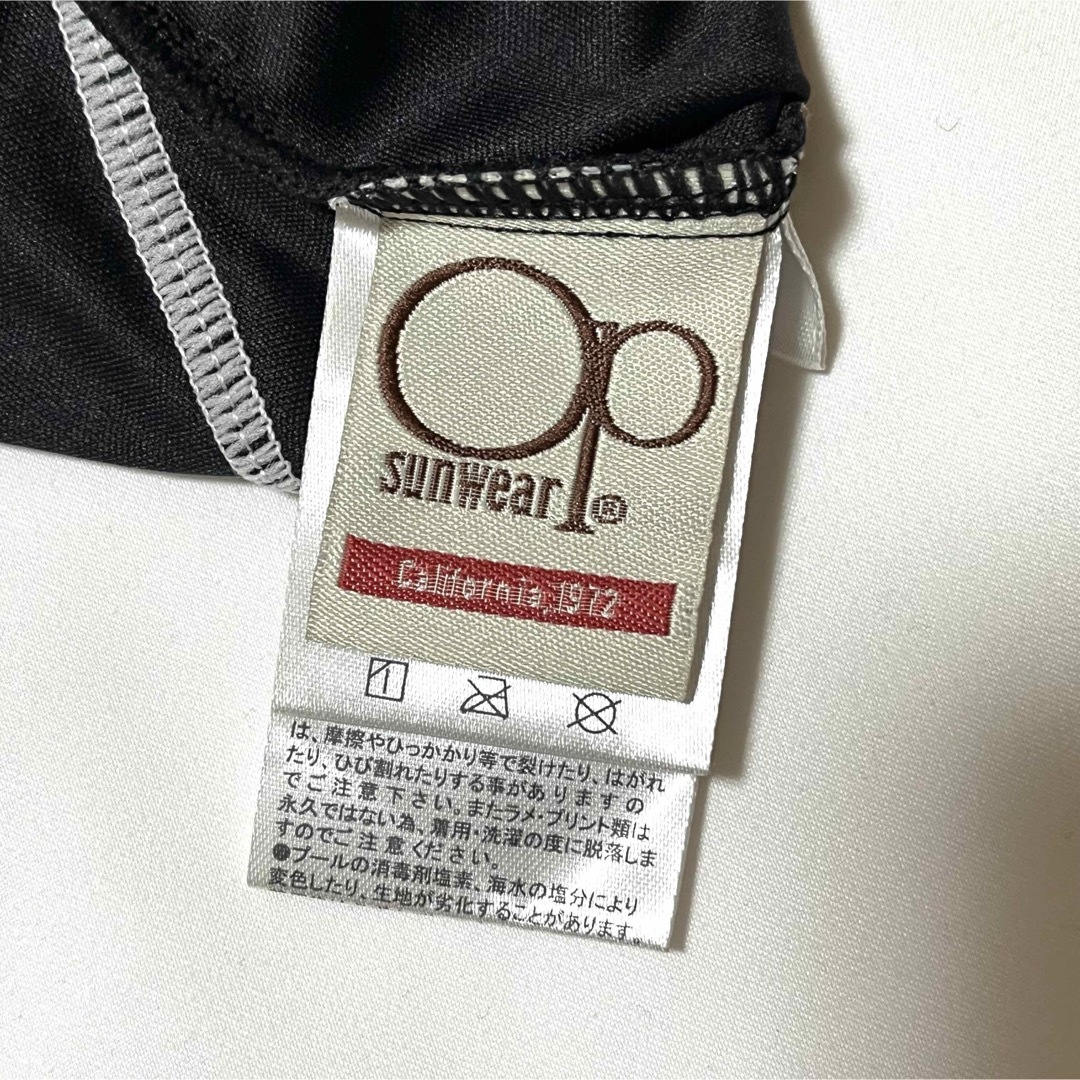 Op
sunwear®
California,1972
は、摩擦やひっかかり等で裂けたり、はがれ
たり、ひび割れたりする事がありますの
でご注意下さい。またラメ・プリント類は
永久ではない為、着用・洗濯の度に脱落しま
すのでご注意ください。
●プールの消毒剤塩素、海水の塩分により
変色したり、生地が劣化することがあります。